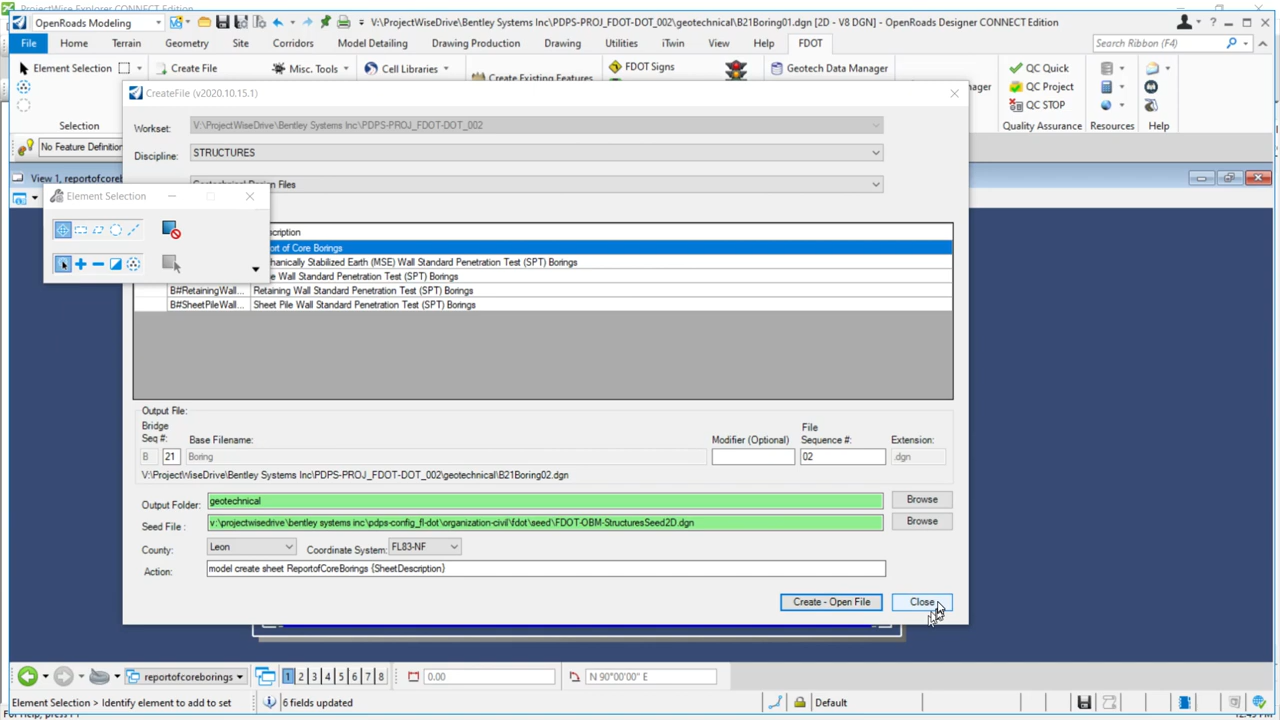 ProjectWise Explorer CONNECT Edition
OpenRoads Modeling
V:\ProjectWiseDrive\Bentley Systems Inc\PDPS-PROJ_FDOT-DOT_002\geotechnical\B21Boring01.dgn [2D - V8 DGN] - OpenRoads Designer CONNECT Edition
File Home Terrain Geometry Site Corridors Model Detailing Drawing Production Drawing Utilities iTwin View Help FDOT Search Ribbon (F4)
Element Selection Create File Misc. Tools Cell Libraries Create Existing Features FDOT Signs Geotech Data Manager QC Quick
nager QC Project
QC STOP
Selection Quality Assurance Resources Help
No Feature Definition
View 1, reportofcoreb
CreateFile (v2020.10.15.1)
Workset: V:\ProjectWiseDrive\Bentley Systems Inc\PDPS-PROJ_FDOT-DOT_002
Discipline: STRUCTURES
Geotechnical Design Files
Element Selection
scription
ort of Core Borings
chanically Stabilized Earth (MSE) Wall Standard Penetration Test (SPT) Borings
e Wall Standard Penetration Test (SPT) Borings
B#RetainingWall... Retaining Wall Standard Penetration Test (SPT) Borings
B#SheetPileWall... Sheet Pile Wall Standard Penetration Test (SPT) Borings
Output File:
Bridge
Seq #: Base Filename: Modifier (Optional) File
Sequence #: Extension:
B 21 Boring 02 .dgn
V:\ProjectWiseDrive\Bentley Systems Inc\PDPS-PROJ_FDOT-DOT_002\geotechnical\B21Boring02.dgn
Output Folder: geotechnical Browse
Seed File : v:\projectwisedrive\bentley systems inc\pdps-config_fl-dot\organization-civil\fdot\seed\FDOT-OBM-StructuresSeed2D.dgn Browse
County: Leon Coordinate System: FL83-NF
Action: model create sheet ReportofCoreBorings {SheetDescription}
Create - Open File Close
reportofcoreborings 1 2 3 4 5 6 7 8 0.00 N 90°00'00" E
Element Selection > Identify element to add to set 6 fields updated Default